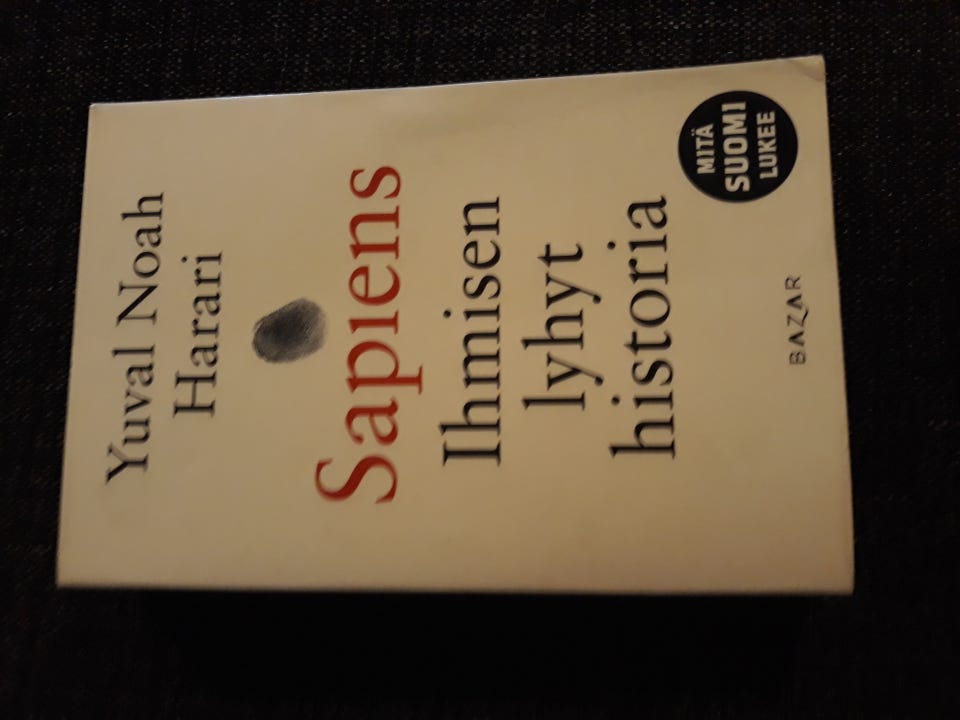 Yuval Noah
Harari
Sapiens
Ihmisen
lyhyt
historia
BAZAR
MITÄ
SUOMI
LUKEE